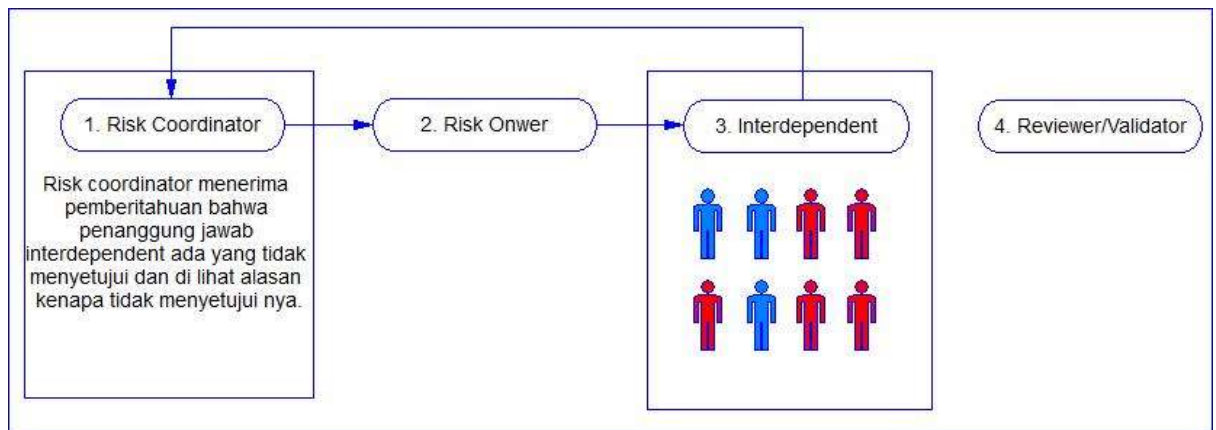 1. Risk Coordinator
2. Risk Onwer
3. Interdependent
4. Reviewer/Validator
Risk coordinator menerima
pemberitahuan bahwa
penanggung jawab
interdependent ada yang tidak
menyetujui dan di lihat alasan
kenapa tidak menyetujui nya.